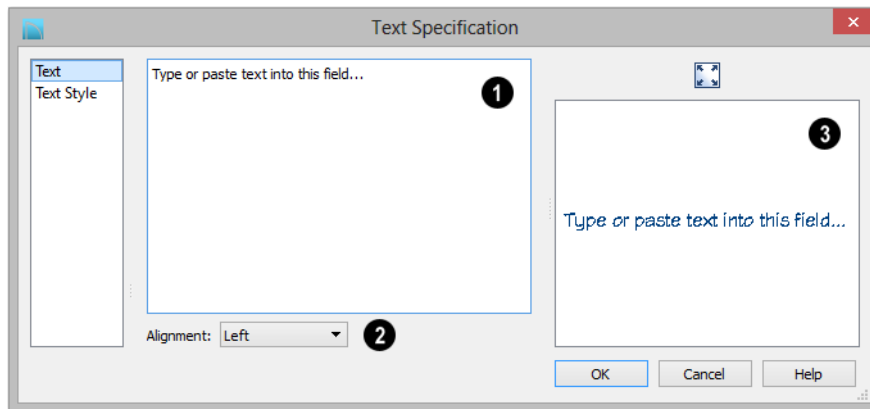 Text Specification
Text
Text Style
Type or paste text into this field...
1
3
Type or paste text into this field...
Alignment: Left
2
OK Cancel Help